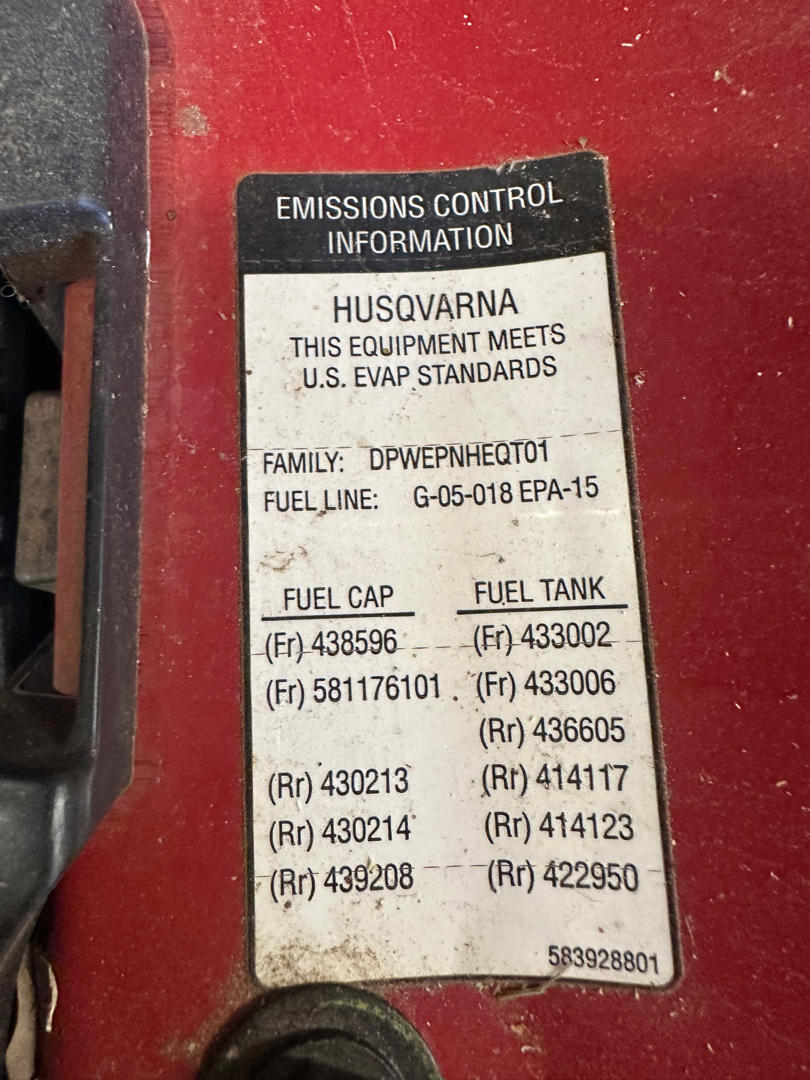 EMISSIONS CONTROL
INFORMATION
HUSQVARNA
THIS EQUIPMENT MEETS
U.S. EVAP STANDARDS
FAMILY: DPWEPNHEQT01
FUEL LINE: G-05-018 EPA-15
FUEL CAP FUEL TANK
(Fr) 438596 (Fr) 433002
(Fr) 581176101 (Fr) 433006
(Rr) 436605
(Rr) 430213 (Rr) 414117
(Rr) 430214 (Rr) 414123
(Rr) 439208 (Rr) 422950
583928801